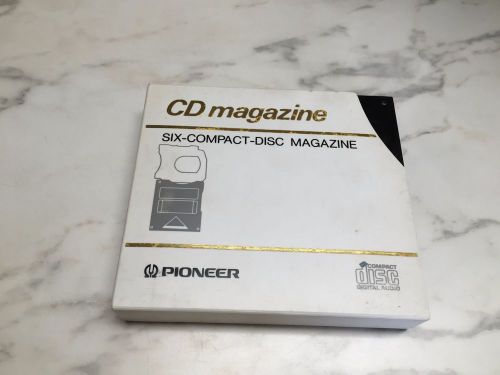 CD magazine
SIX-COMPACT-DISC MAGAZINE
PIONEER
COMPACT
disc
DIGITAL AUDIO